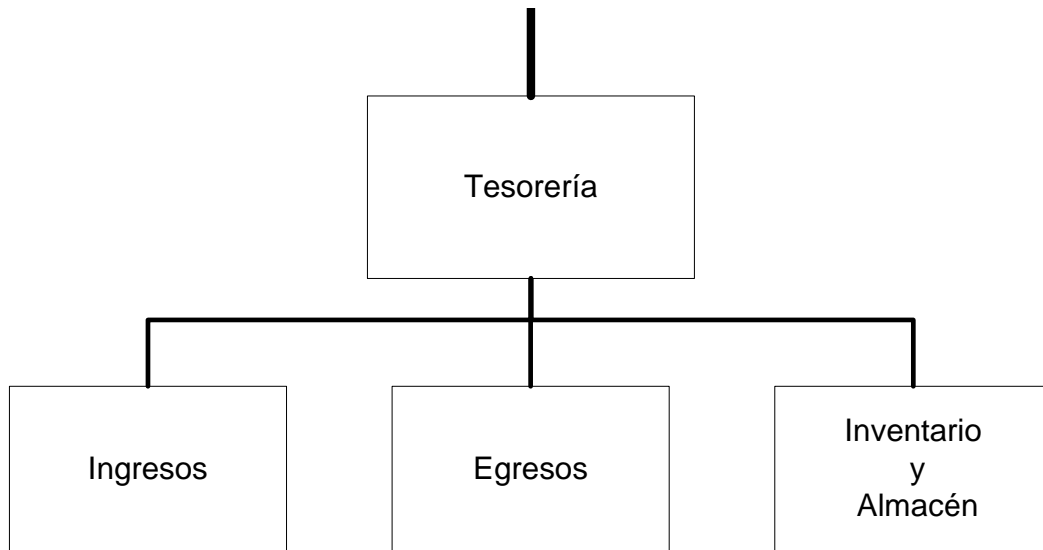 Tesorería
Ingresos
Egresos
Inventario
y
Almacén